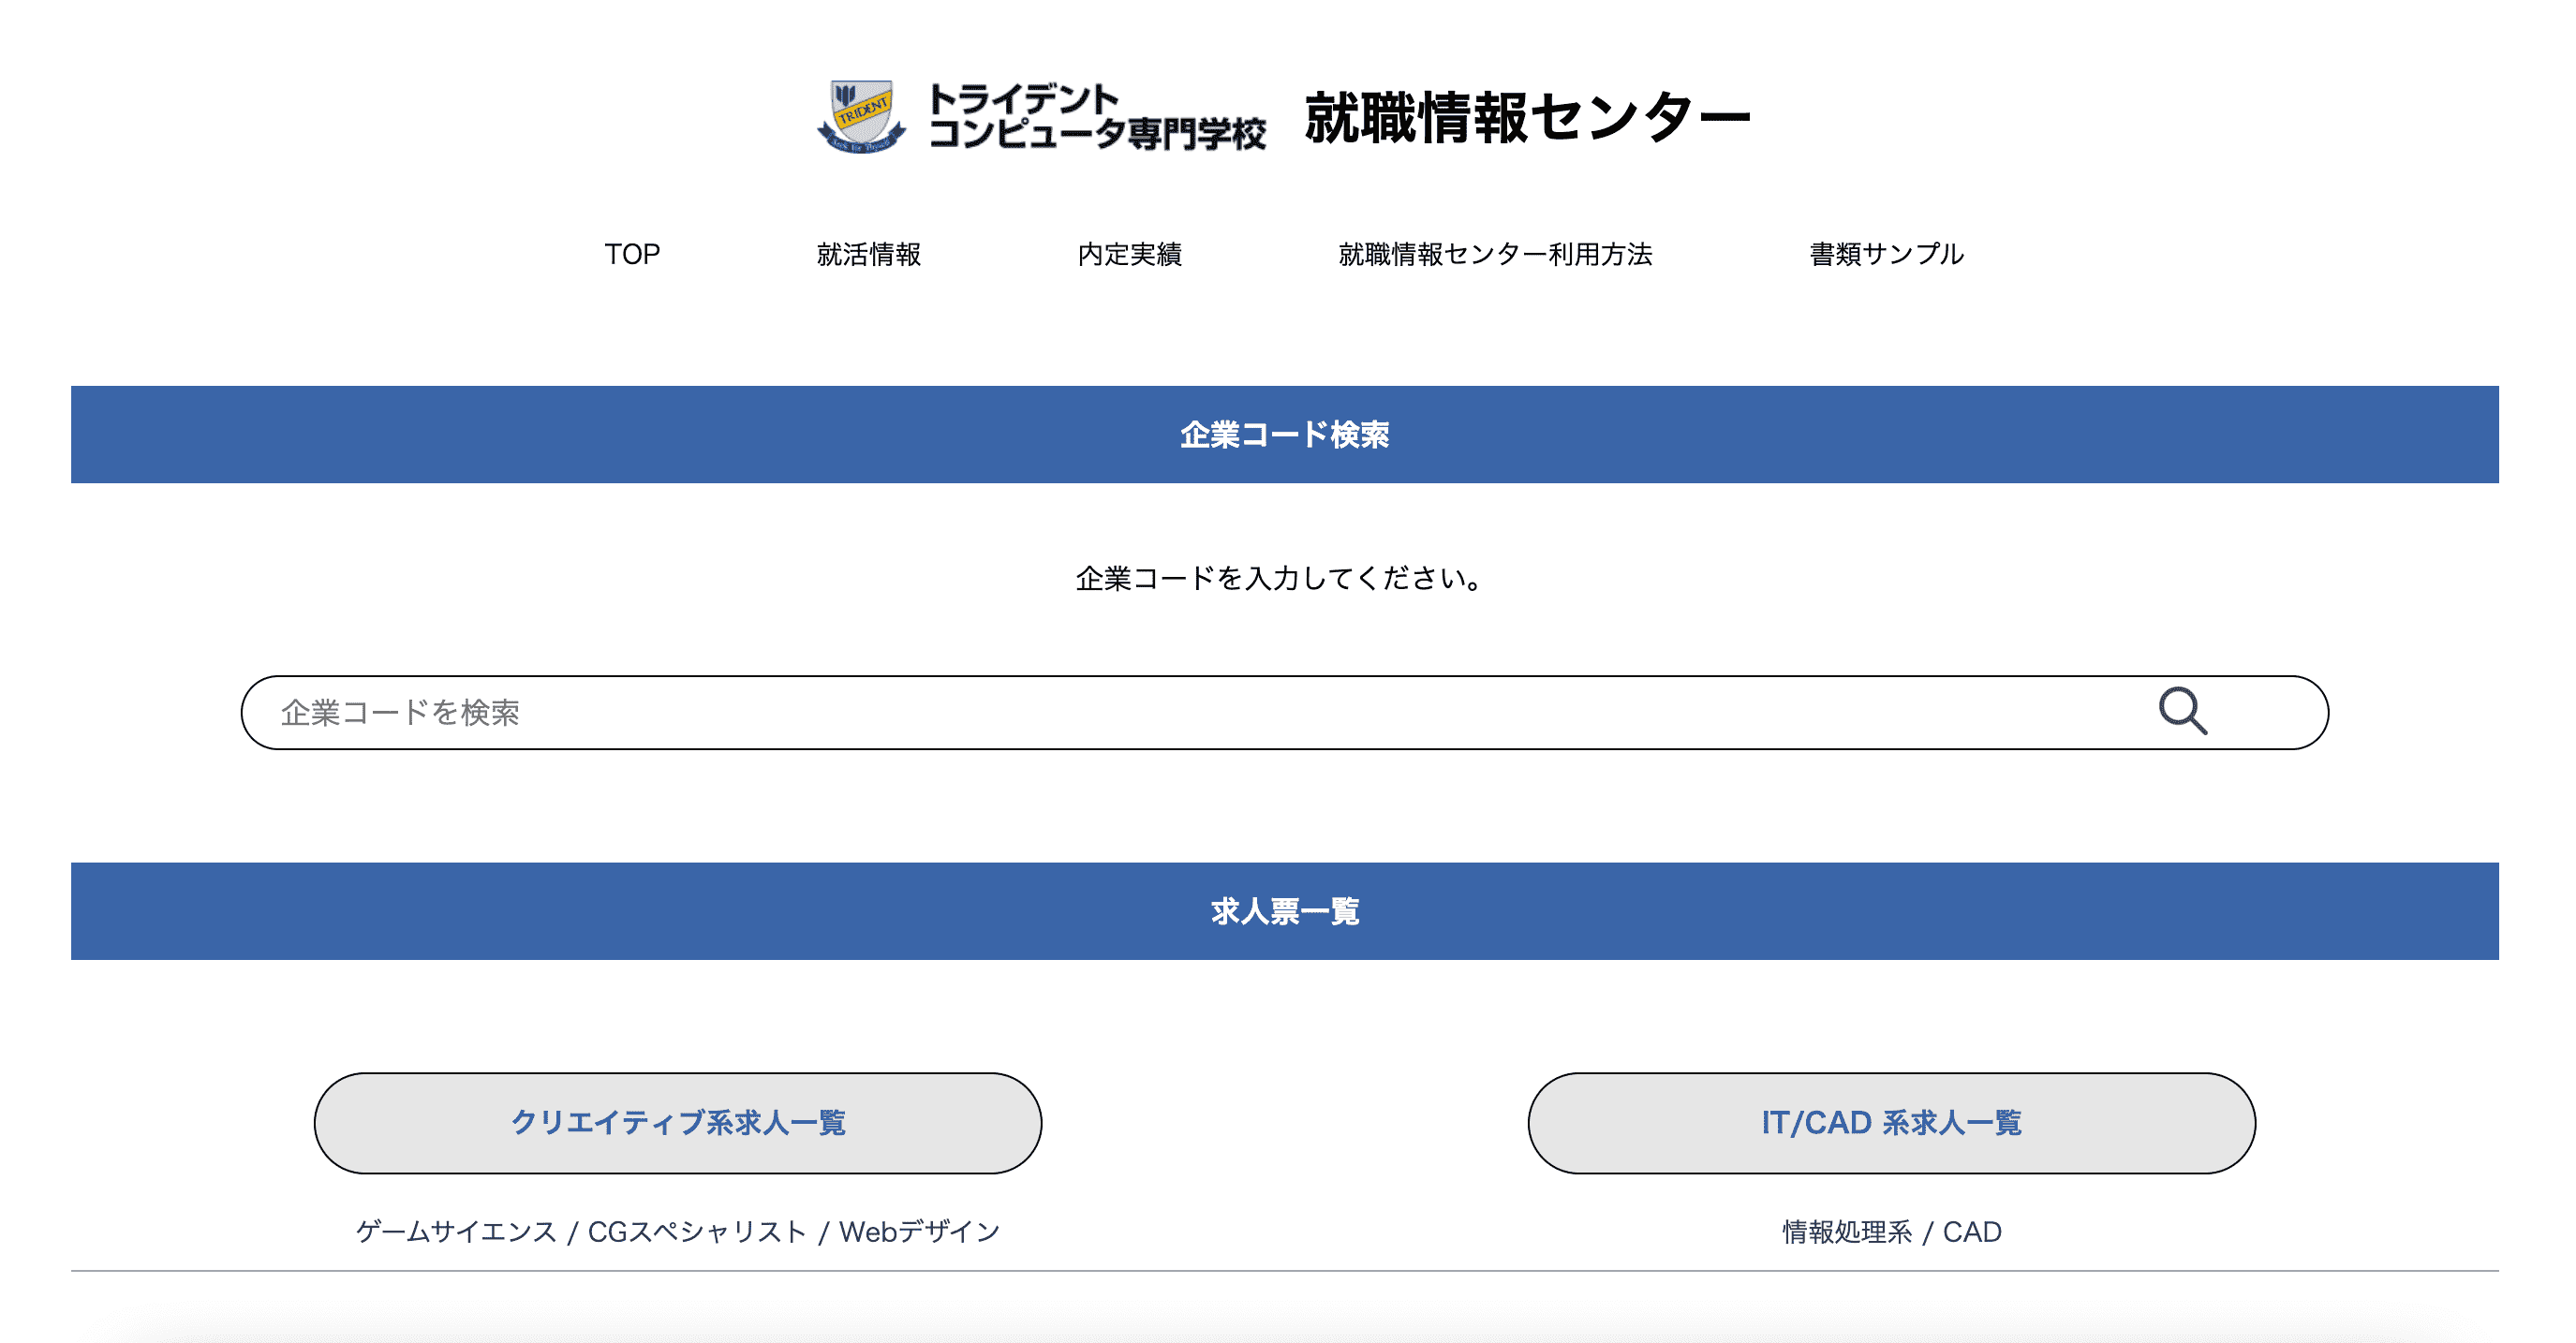 TRIDENT
トライデント
コンピュータ専門学校
就職情報センター
TOP 就活情報 内定実績 就職情報センター利用方法 書類サンプル
企業コード検索
企業コードを入力してください。
企業コードを検索
求人票一覧
クリエイティブ系求人一覧 IT/CAD 系求人一覧
ゲームサイエンス / CGスペシャリスト / Webデザイン 情報処理系 / CAD